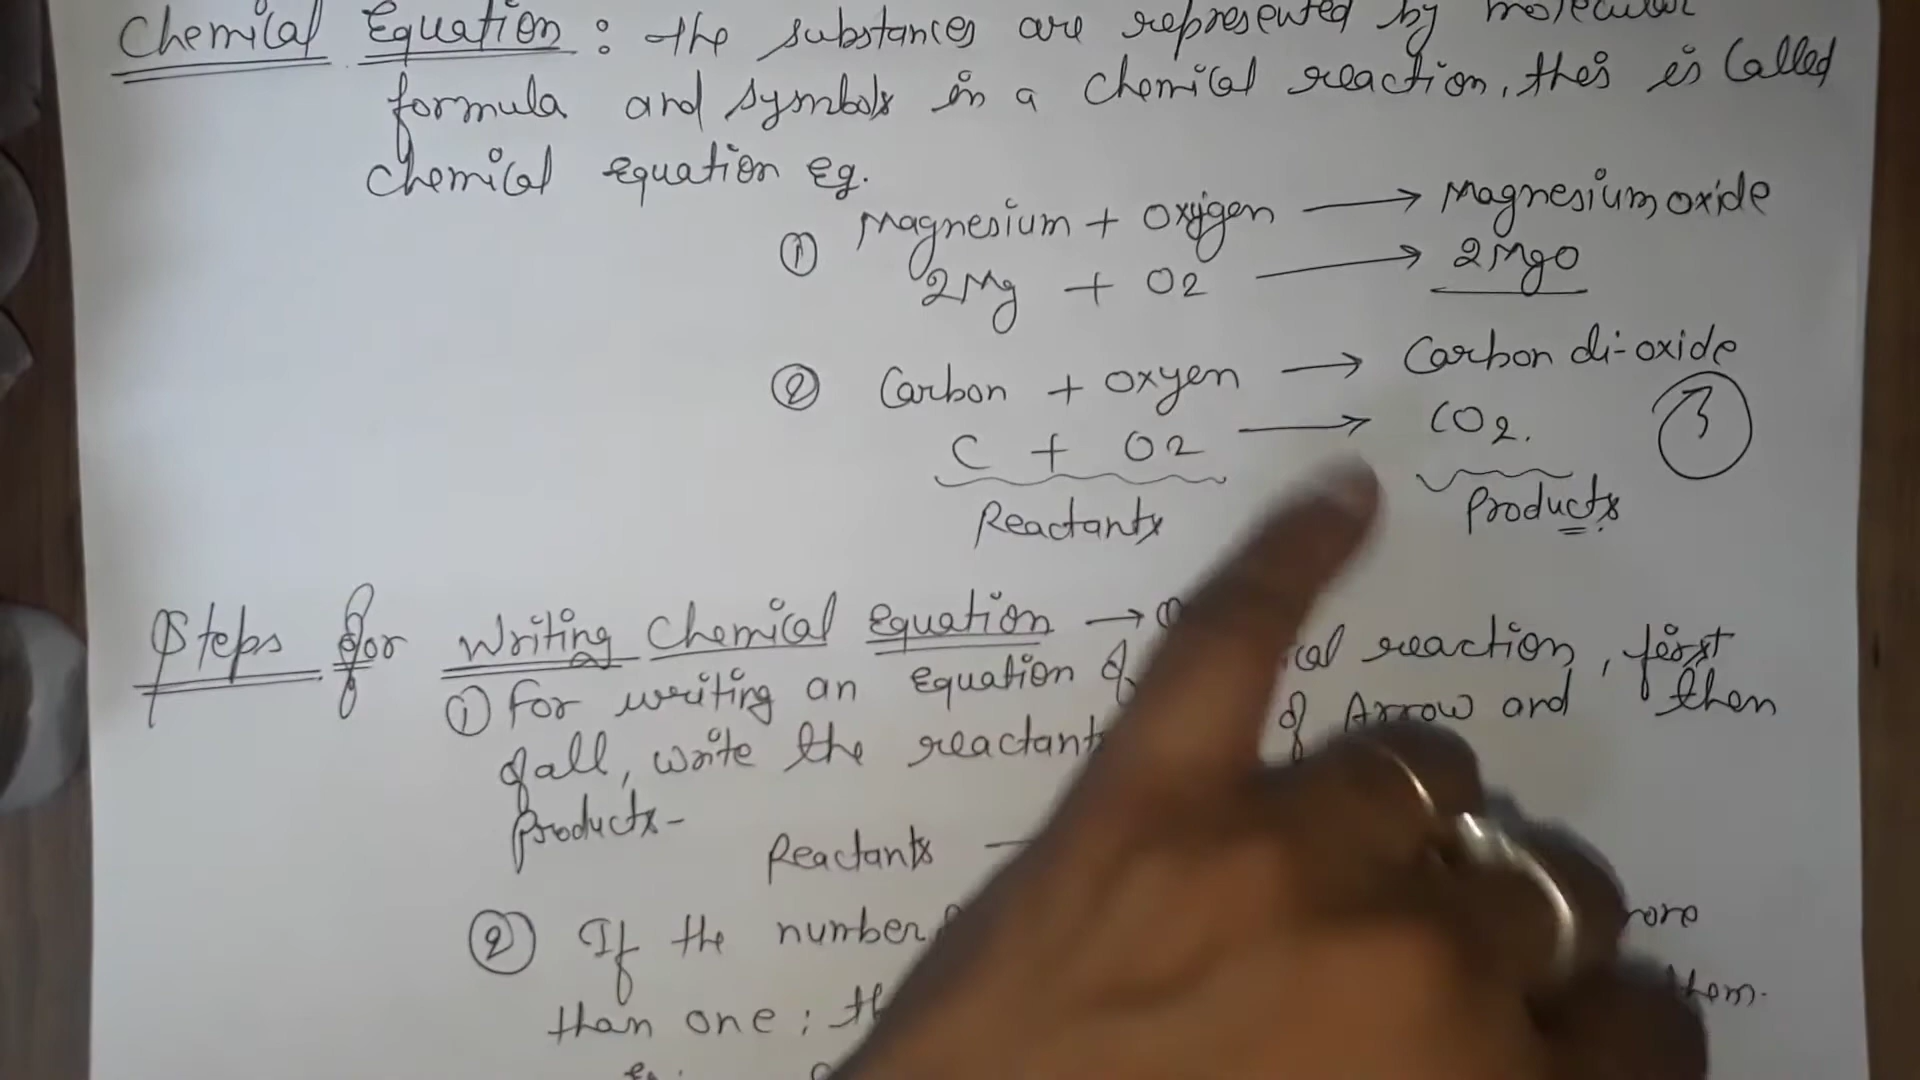 Chemical Equation : the substances are represented by molecular
formula and symbols in a chemical reaction, this is called
chemical equation Eg.
① Magnesium + Oxygen → Magnesium oxide
2Mg + O2 → 2MgO
② Carbon + Oxyen → Carbon di-oxide
C + O2 → CO2.
③
Reactants Products
Steps for Writing Chemical Equation →
① For writing an Equation of ical reaction, first
of all, write the reactant of Arrow and then
products-
Reactants
② If the number more
than one ; them.